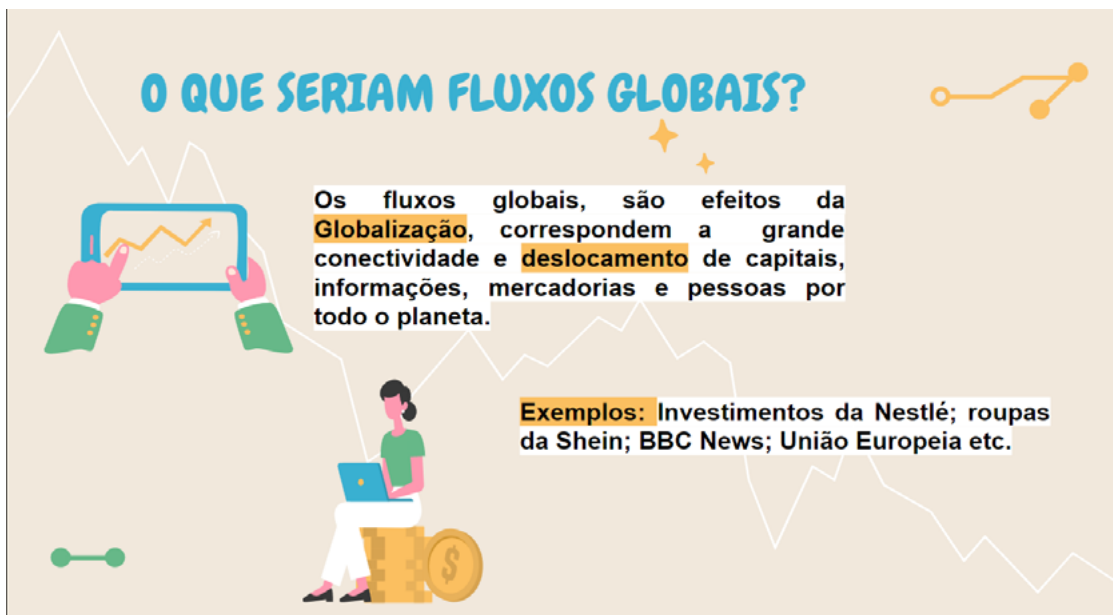 O QUE SERIAM FLUXOS GLOBAIS?
Os fluxos globais, são efeitos da
Globalização, correspondem a grande
conectividade e deslocamento de capitais,
informações, mercadorias e pessoas por
todo o planeta.
Exemplos: Investimentos da Nestlé; roupas
da Shein; BBC News; União Europeia etc.
$